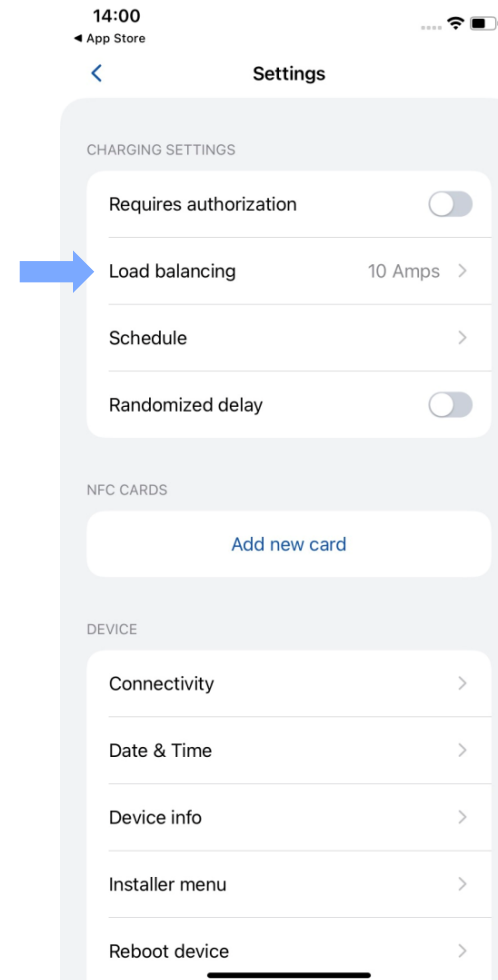 14:00
◀ App Store
Settings
CHARGING SETTINGS
Requires authorization
Load balancing 10 Amps
Schedule
Randomized delay
NFC CARDS
Add new card
DEVICE
Connectivity
Date & Time
Device info
Installer menu
Reboot device